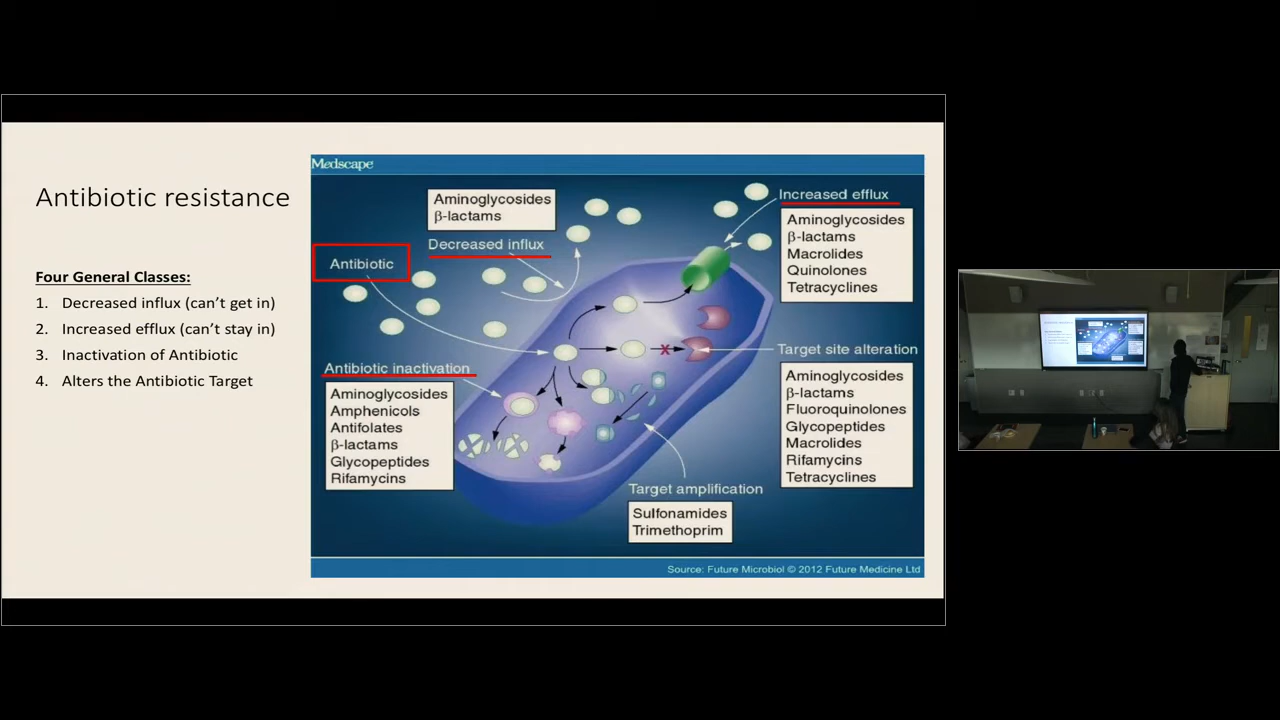 Antibiotic resistance
Four General Classes:
1. Decreased influx (can't get in)
2. Increased efflux (can't stay in)
3. Inactivation of Antibiotic
4. Alters the Antibiotic Target
Medscape
Aminoglycosides
β-lactams
Decreased influx
Antibiotic
Increased efflux
Aminoglycosides
β-lactams
Macrolides
Quinolones
Tetracyclines
X
Target site alteration
Aminoglycosides
β-lactams
Fluoroquinolones
Glycopeptides
Macrolides
Rifamycins
Tetracyclines
Antibiotic inactivation
Aminoglycosides
Amphenicols
Antifolates
β-lactams
Glycopeptides
Rifamycins
Target amplification
Sulfonamides
Trimethoprim
Source: Future Microbiol © 2012 Future Medicine Ltd